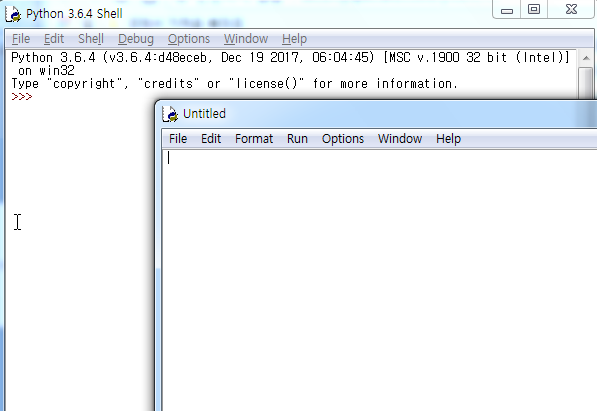 Python 3.6.4 Shell
File Edit Shell Debug Options Window Help
Python 3.6.4 (v3.6.4:d48eceb, Dec 19 2017, 06:04:45) [MSC v.1900 32 bit (Intel)]
on win32
Type "copyright", "credits" or "license()" for more information.
>>>
Untitled
File Edit Format Run Options Window Help